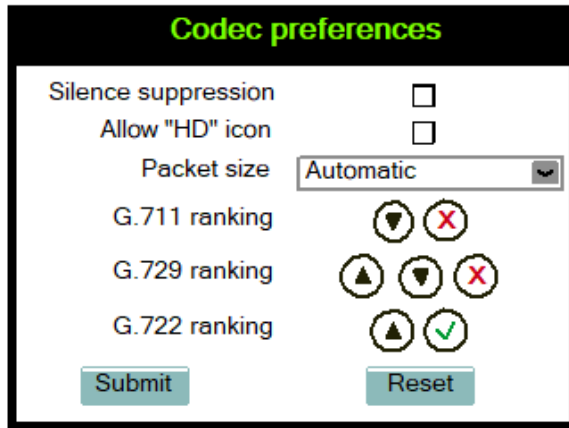 Codec preferences
Silence suppression
Allow "HD" icon
Packet size Automatic
G.711 ranking
G.729 ranking
G.722 ranking
Submit Reset